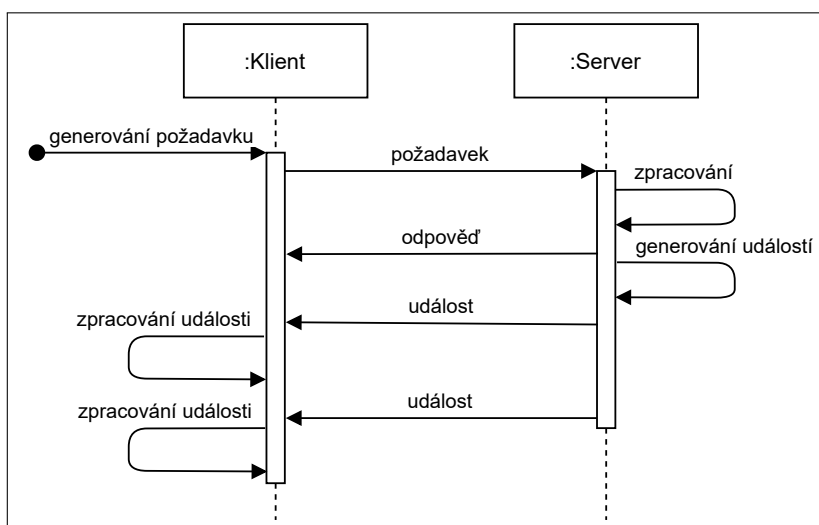 :Klient
:Server
generování požadavku
požadavek
zpracování
odpověď
generování událostí
událost
zpracování události
událost
zpracování události